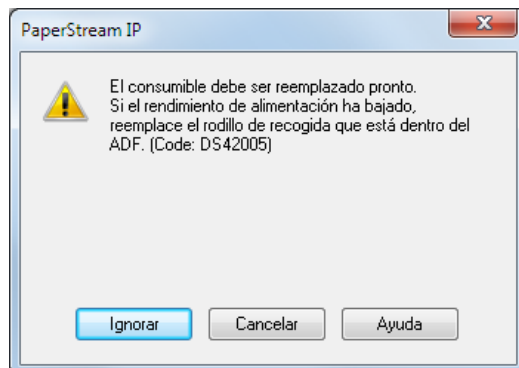 PaperStream IP
El consumible debe ser reemplazado pronto.
Si el rendimiento de alimentación ha bajado,
reemplace el rodillo de recogida que está dentro del
ADF. (Code: DS42005)
Ignorar
Cancelar
Ayuda